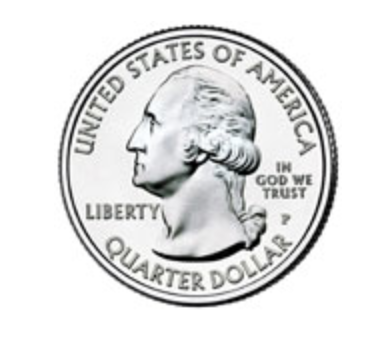 UNITED STATES OF AMERICA
IN
GOD WE
TRUST
LIBERTY
P
QUARTER DOLLAR